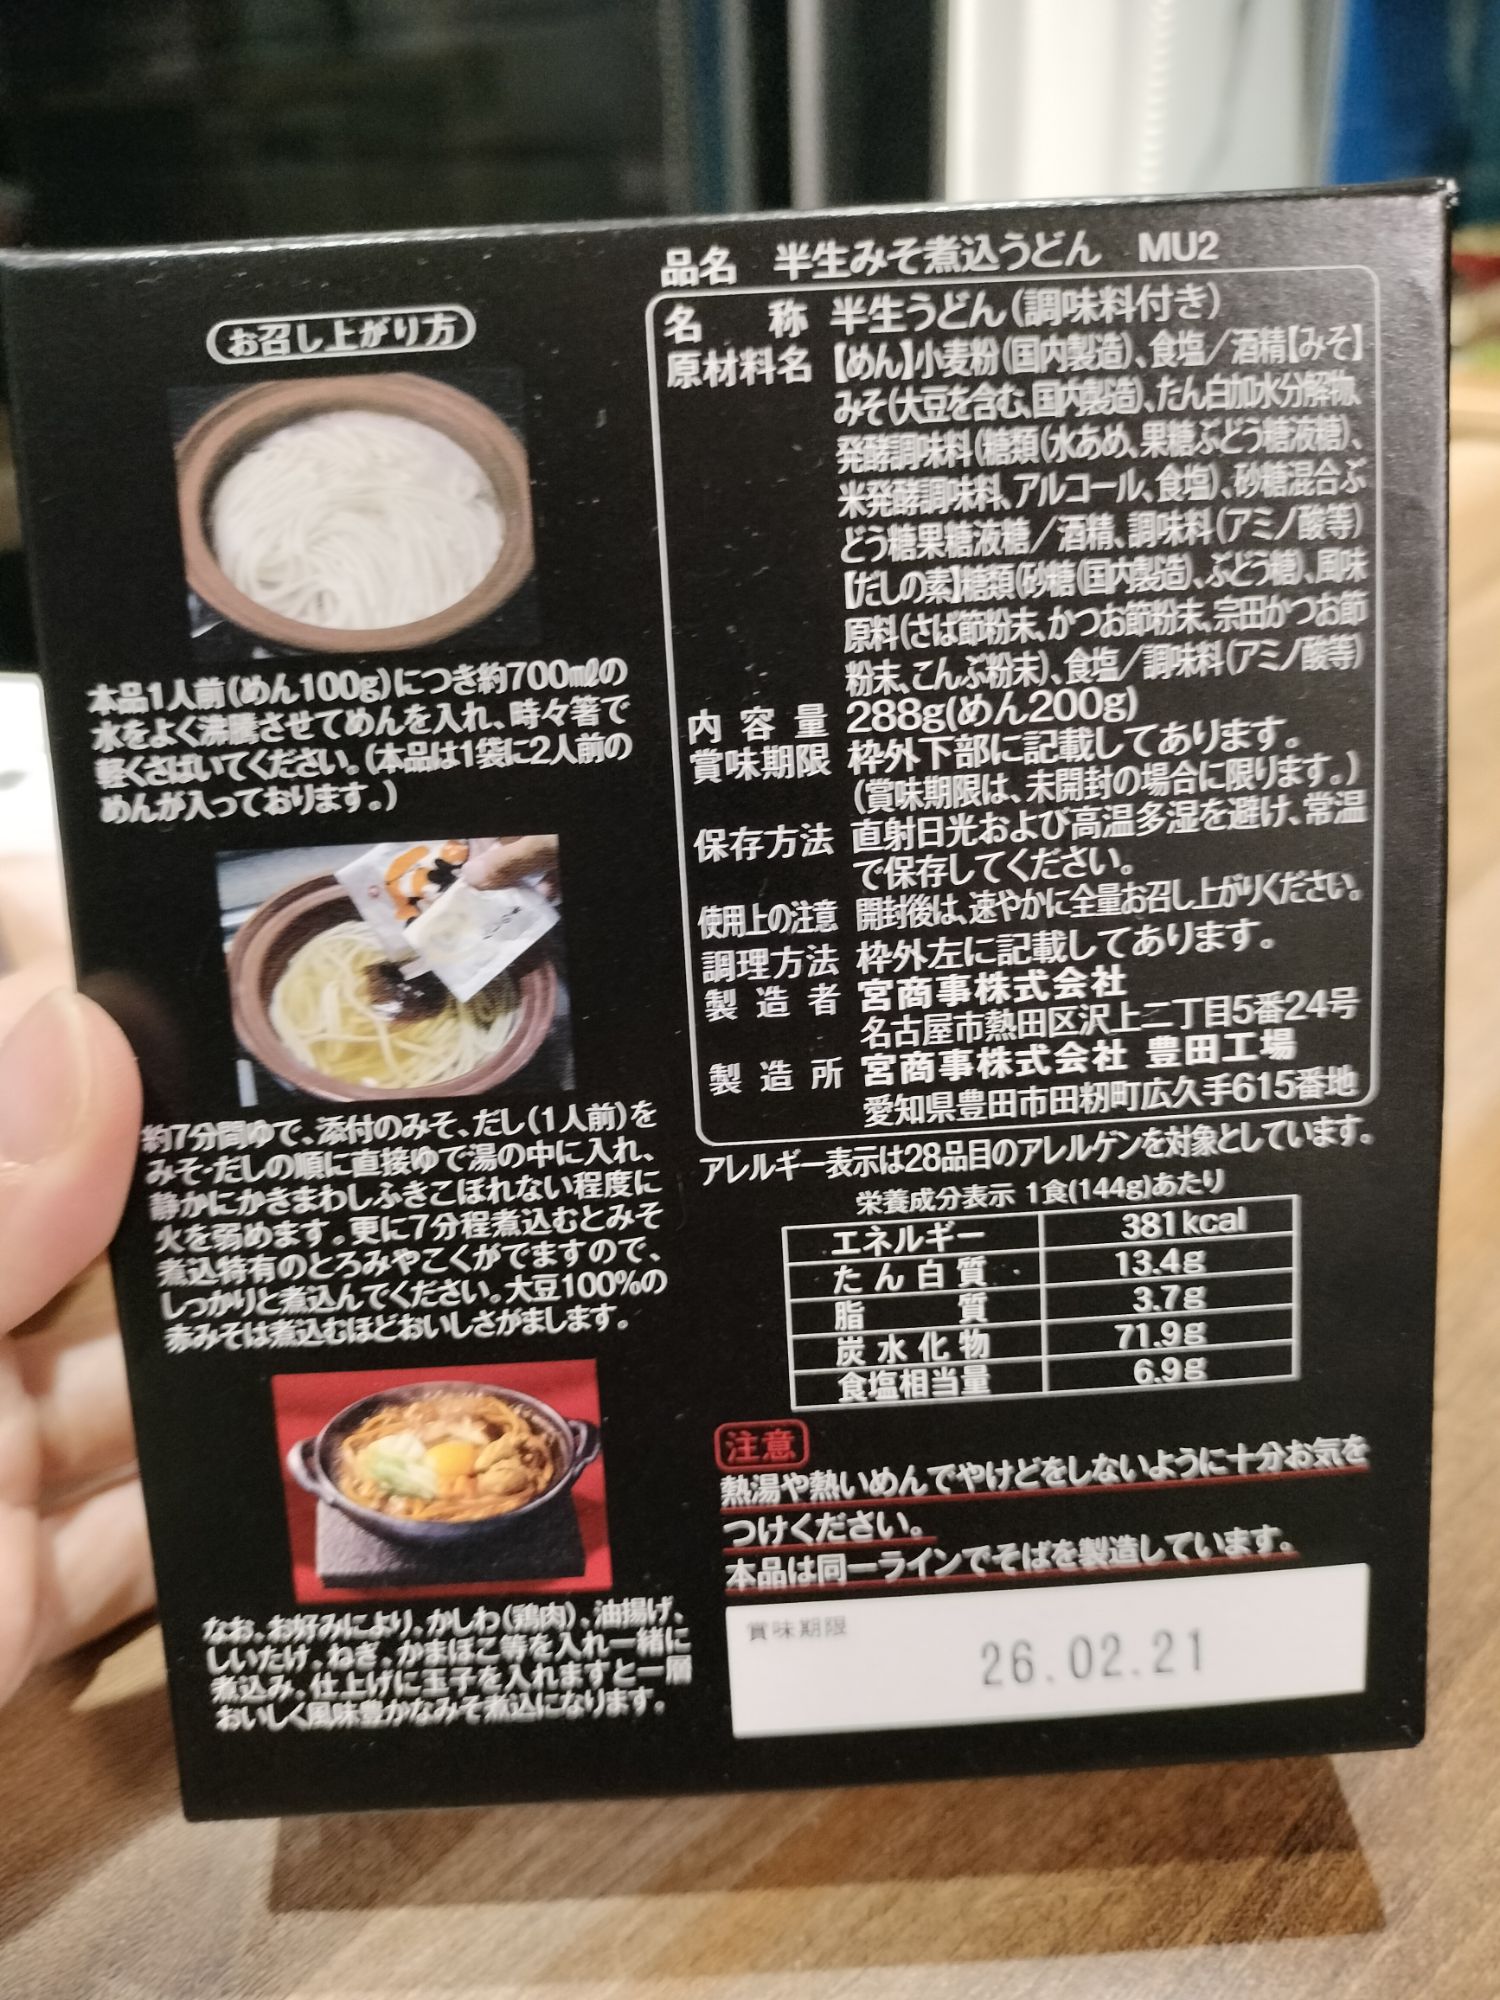 品名 半生みそ煮込うどん MU2
お召し上がり方
本品1人前(めん100g)につき約700mlの
水をよく沸騰させてめんを入れ、時々箸で
軽くさばいてください。(本品は1袋に2人前の
めんが入っております。)
約7分間ゆで、添付のみそ、だし(1人前)を
みそ・だしの順に直接ゆで湯の中に入れ、
静かにかきまわしふきこぼれない程度に
火を弱めます。更に7分程煮込むとみそ
煮込特有のとろみやこくがでますので、
しっかりと煮込んでください。大豆100%の
赤みそは煮込むほどおいしさがまします。
なお、お好みにより、かしわ(鶏肉)、油揚げ、
しいたけ、ねぎ、かまぼこ等を入れ一緒に
煮込み、仕上げに玉子を入れますと一層
おいしく風味豊かなみそ煮込になります。
名称 半生うどん(調味料付き)
原材料名 【めん】小麦粉(国内製造)、食塩/酒精【みそ】
みそ(大豆を含む、国内製造)、たん白加水分解物、
発酵調味料(糖類(水あめ、果糖ぶどう糖液糖)、
米発酵調味料、アルコール、食塩)、砂糖混合ぶ
どう糖果糖液糖/酒精、調味料(アミノ酸等)
【だしの素】糖類(砂糖(国内製造)、ぶどう糖)、風味
原料(さば節粉末、かつお節粉末、宗田かつお節
粉末、こんぶ粉末)、食塩/調味料(アミノ酸等)
内容量 288g(めん200g)
賞味期限 枠外下部に記載してあります。
(賞味期限は、未開封の場合に限ります。)
保存方法 直射日光および高温多湿を避け、常温
で保存してください。
使用上の注意 開封後は、速やかに全量お召し上がりください。
調理方法 枠外左に記載してあります。
製造者 宮商事株式会社
名古屋市熱田区沢上二丁目5番24号
製造所 宮商事株式会社 豊田工場
愛知県豊田市田籾町広久手615番地
アレルギー表示は28品目のアレルゲンを対象としています。
栄養成分表示 1食(144g)あたり
エネルギー 381kcal
たん白質 13.4g
脂質 3.7g
炭水化物 71.9g
食塩相当量 6.9g
注意
熱湯や熱いめんでやけどをしないように十分お気を
つけください。
本品は同一ラインでそばを製造しています。
賞味期限
26.02.21